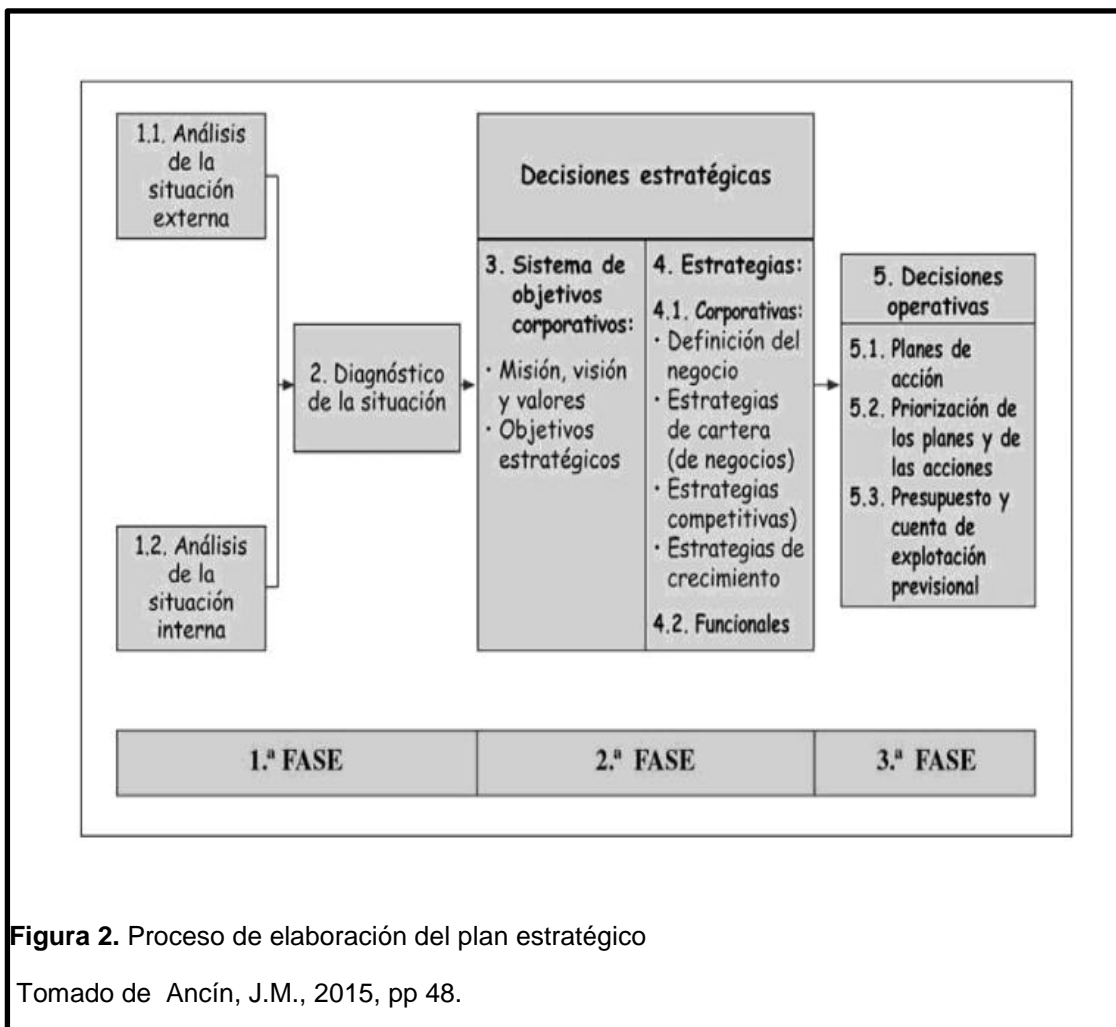 1.1. Análisis
de la
situación
externa
1.2. Análisis
de la
situación
interna
2. Diagnóstico
de la situación
Decisiones estratégicas
3. Sistema de
objetivos
corporativos:
· Misión, visión
y valores
· Objetivos
estratégicos
4. Estrategias:
4.1. Corporativas:
· Definición del
negocio
· Estrategias
de cartera
(de negocios)
· Estrategias
competitivas)
· Estrategias de
crecimiento
4.2. Funcionales
5. Decisiones
operativas
5.1. Planes de
acción
5.2. Priorización de
los planes y de
las acciones
5.3. Presupuesto y
cuenta de
explotación
previsional
1.ª FASE
2.ª FASE
3.ª FASE
Figura 2. Proceso de elaboración del plan estratégico
Tomado de Ancín, J.M., 2015, pp 48.